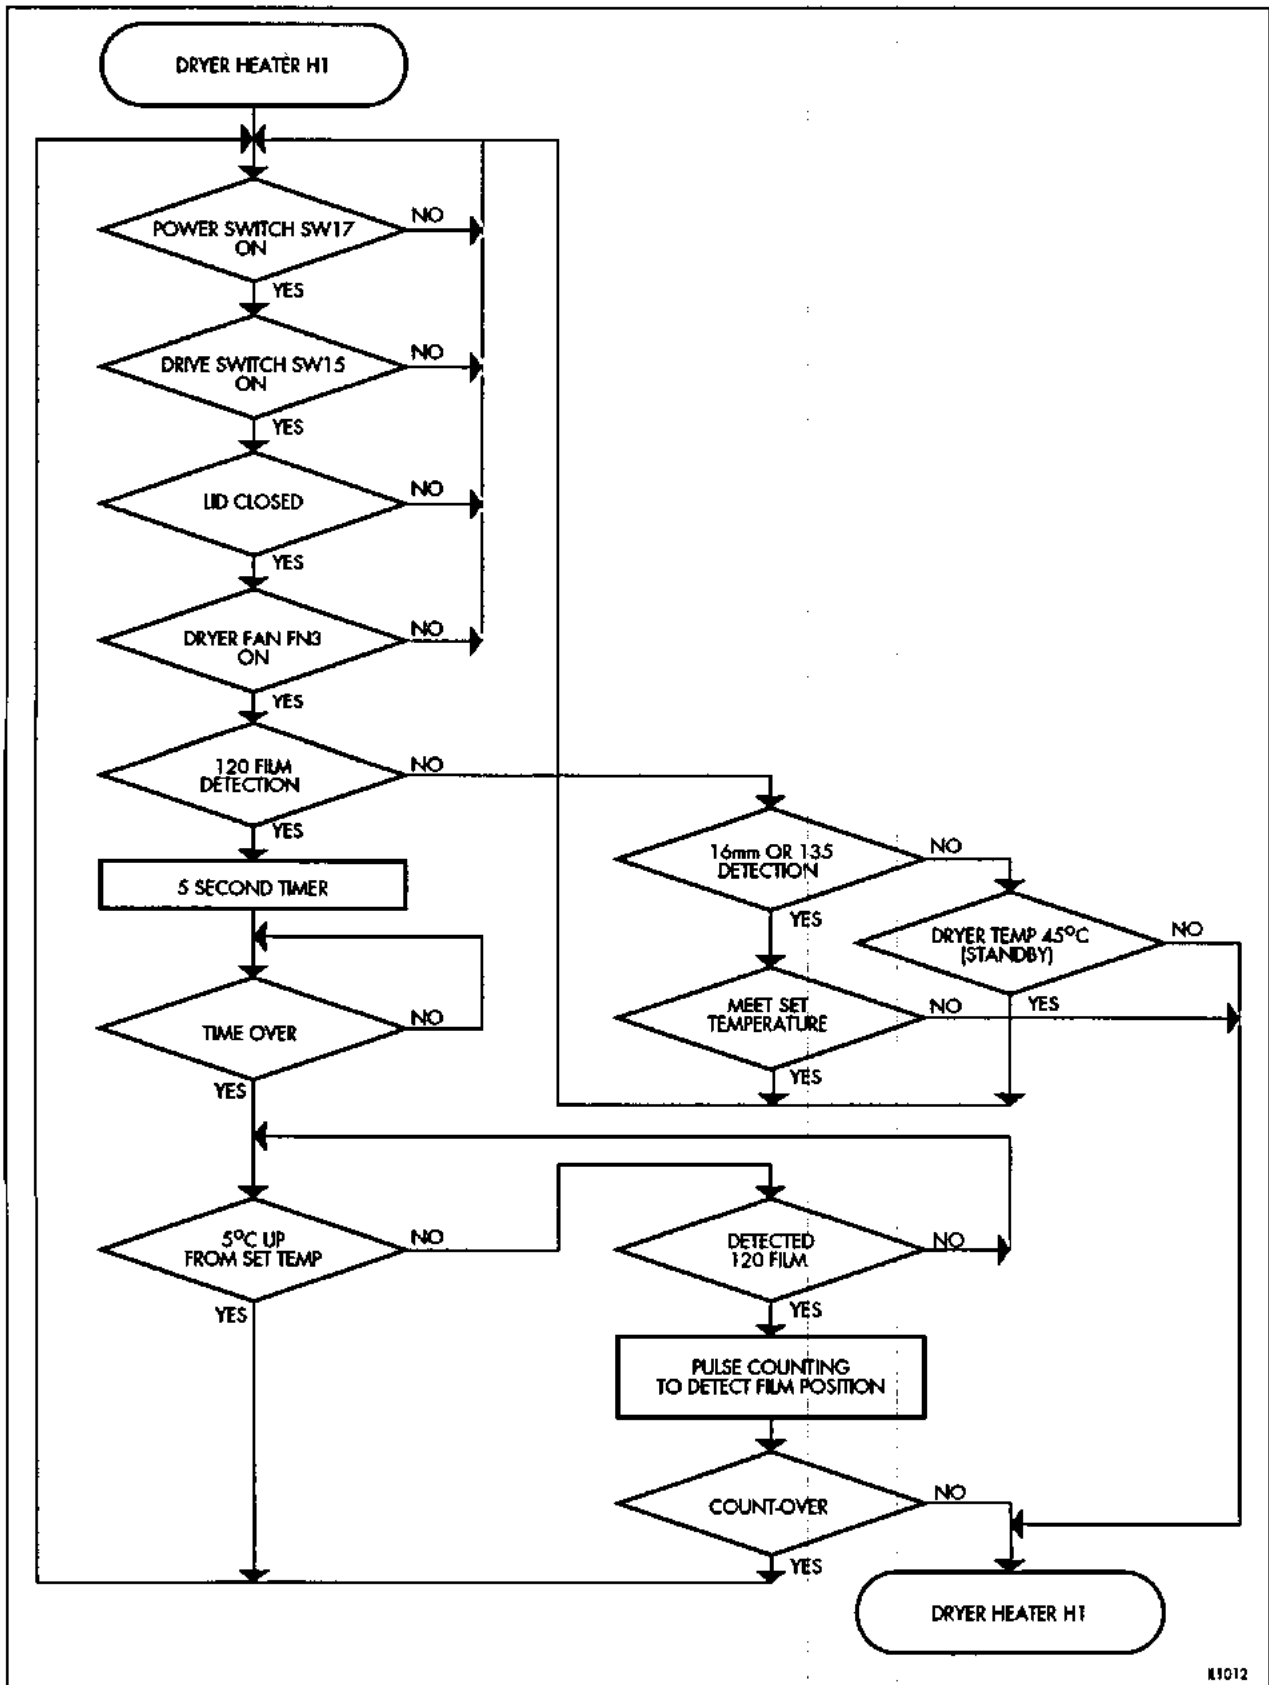 DRYER HEATER H1
POWER SWITCH SW17
ON
NO
YES
DRIVE SWITCH SW15
ON
NO
YES
LID CLOSED
NO
YES
DRYER FAN FN3
ON
NO
YES
120 FILM
DETECTION
NO
YES
5 SECOND TIMER
TIME OVER
NO
YES
16mm OR 135
DETECTION
NO
YES
DRYER TEMP 45°C
(STANDBY)
NO
YES
MEET SET
TEMPERATURE
NO
YES
5°C UP
FROM SET TEMP
NO
YES
DETECTED
120 FILM
NO
YES
PULSE COUNTING
TO DETECT FILM POSITION
COUNT-OVER
NO
YES
DRYER HEATER H1